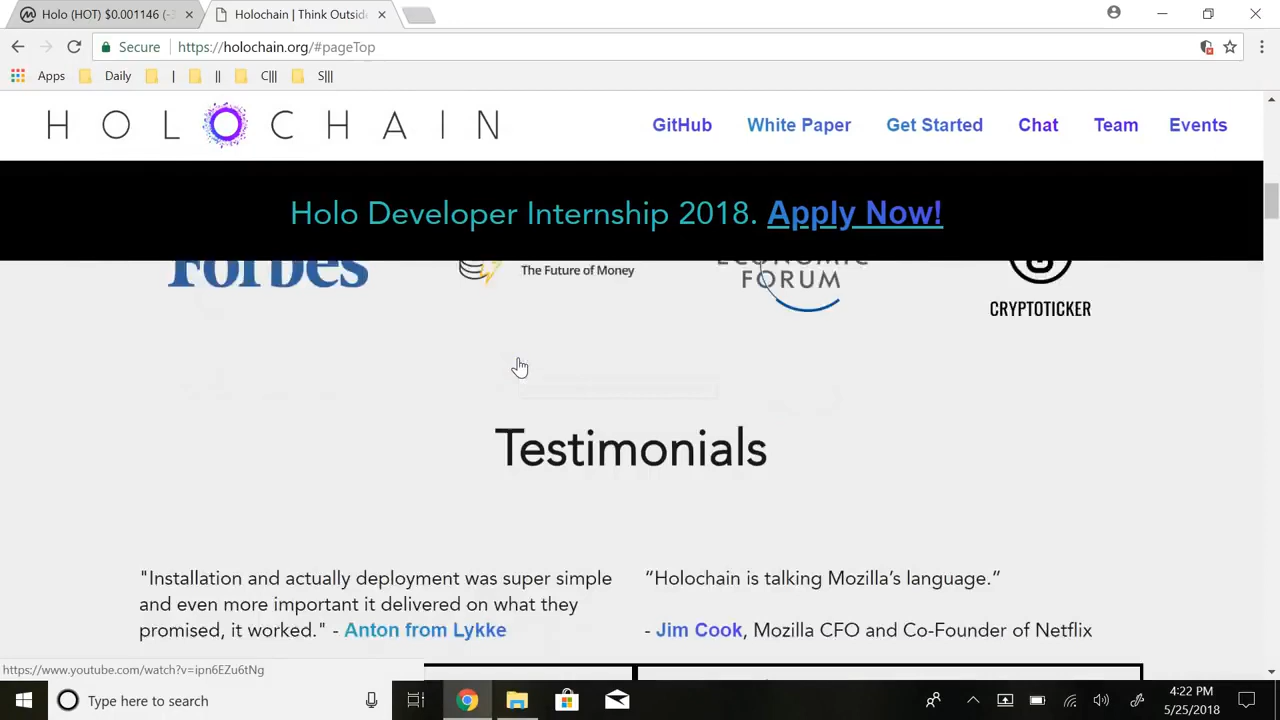 Holo (HOT) $0.001146 (-
Holochain | Think Outsid
Secure
https://holochain.org/#pageTop
Apps
Daily
|
||
C|||
S|||
HOLOCHAIN
GitHub
White Paper
Get Started
Chat
Team
Events
Holo Developer Internship 2018. Apply Now!
Forbes
The Future of Money
ECONOMIC
FORUM
CRYPTOTICKER
Testimonials
"Installation and actually deployment was super simple
and even more important it delivered on what they
promised, it worked." - Anton from Lykke
“Holochain is talking Mozilla’s language.“
- Jim Cook, Mozilla CFO and Co-Founder of Netflix
https://www.youtube.com/watch?v=ipn6EZu6tNg
Type here to search
4:22 PM
5/25/2018